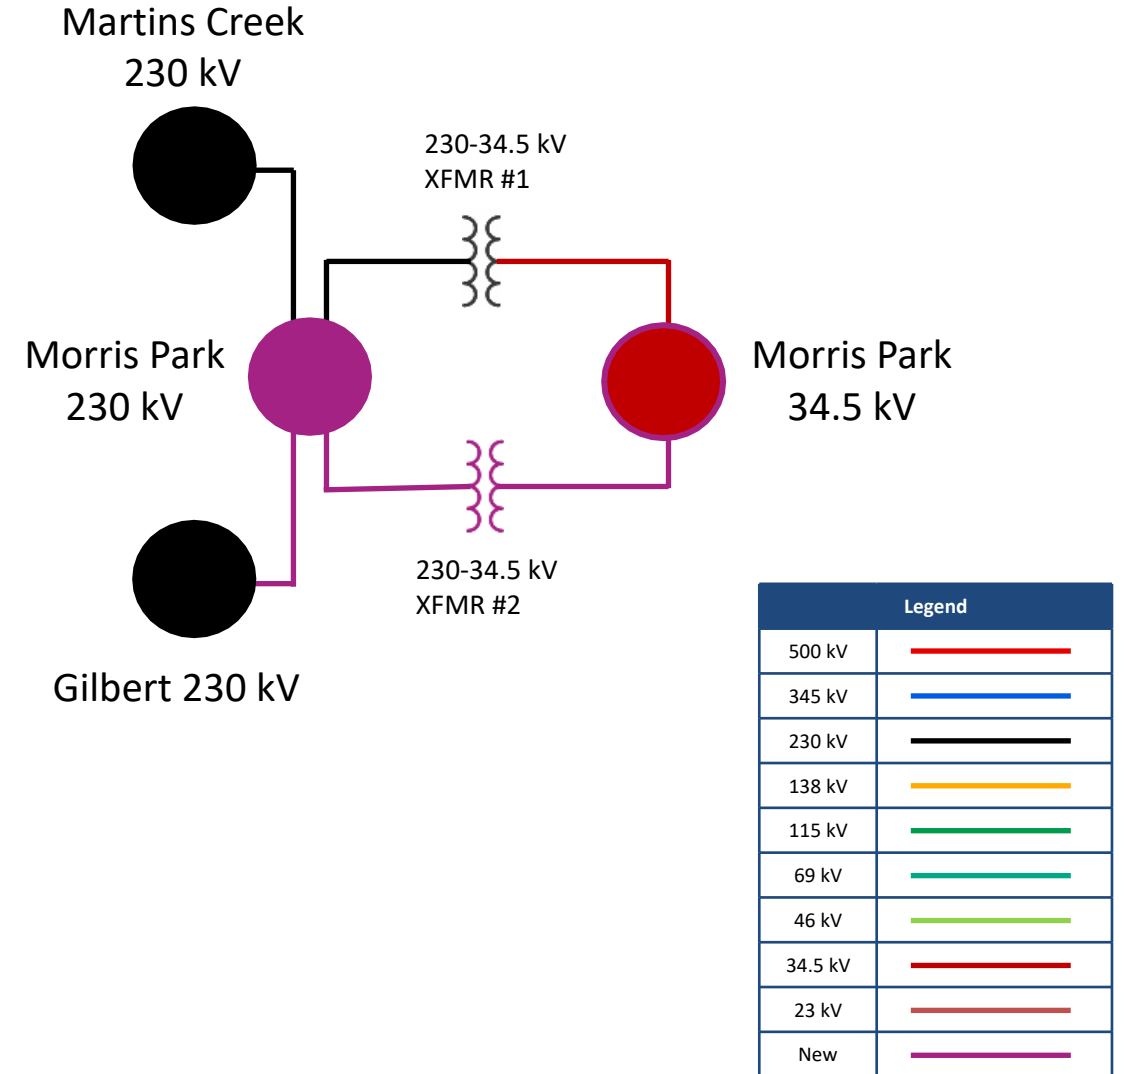 Martins Creek
230 kV
230-34.5 kV
XFMR #1
Morris Park
230 kV
Morris Park
34.5 kV
230-34.5 kV
XFMR #2
Gilbert 230 kV
Legend
500 kV
345 kV
230 kV
138 kV
115 kV
69 kV
46 kV
34.5 kV
23 kV
New